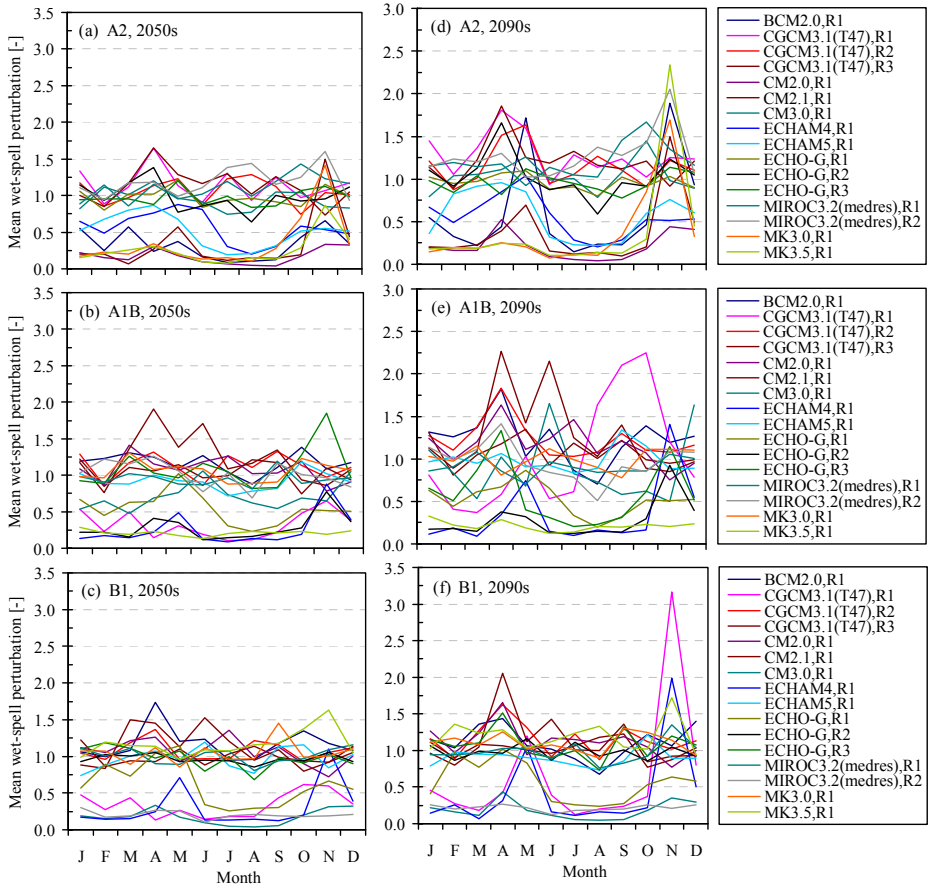 Mean wet-spell perturbation [-]
3.5
3.0
2.5
2.0
1.5
1.0
0.5
0.0
(a) A2, 2050s
3.0
2.5
2.0
1.5
1.0
0.5
0.0
(d) A2, 2090s
BCM2.0,R1
CGCM3.1(T47),R1
CGCM3.1(T47),R2
CGCM3.1(T47),R3
CM2.0,R1
CM2.1,R1
CM3.0,R1
ECHAM4,R1
ECHAM5,R1
ECHO-G,R1
ECHO-G,R2
ECHO-G,R3
MIROC3.2(medres),R1
MIROC3.2(medres),R2
MK3.0,R1
MK3.5,R1
Mean wet-spell perturbation [-]
3.5
3.0
2.5
2.0
1.5
1.0
0.5
0.0
(b) A1B, 2050s
3.0
2.5
2.0
1.5
1.0
0.5
0.0
(e) A1B, 2090s
BCM2.0,R1
CGCM3.1(T47),R1
CGCM3.1(T47),R2
CGCM3.1(T47),R3
CM2.0,R1
CM2.1,R1
CM3.0,R1
ECHAM4,R1
ECHAM5,R1
ECHO-G,R1
ECHO-G,R2
ECHO-G,R3
MIROC3.2(medres),R1
MIROC3.2(medres),R2
MK3.0,R1
MK3.5,R1
Mean wet-spell perturbation [-]
3.5
3.0
2.5
2.0
1.5
1.0
0.5
0.0
(c) B1, 2050s
J F M A M J J A S O N D
Month
3.5
3.0
2.5
2.0
1.5
1.0
0.5
0.0
(f) B1, 2090s
J F M A M J J A S O N D
Month
BCM2.0,R1
CGCM3.1(T47),R1
CGCM3.1(T47),R2
CGCM3.1(T47),R3
CM2.0,R1
CM2.1,R1
CM3.0,R1
ECHAM4,R1
ECHAM5,R1
ECHO-G,R1
ECHO-G,R2
ECHO-G,R3
MIROC3.2(medres),R1
MIROC3.2(medres),R2
MK3.0,R1
MK3.5,R1